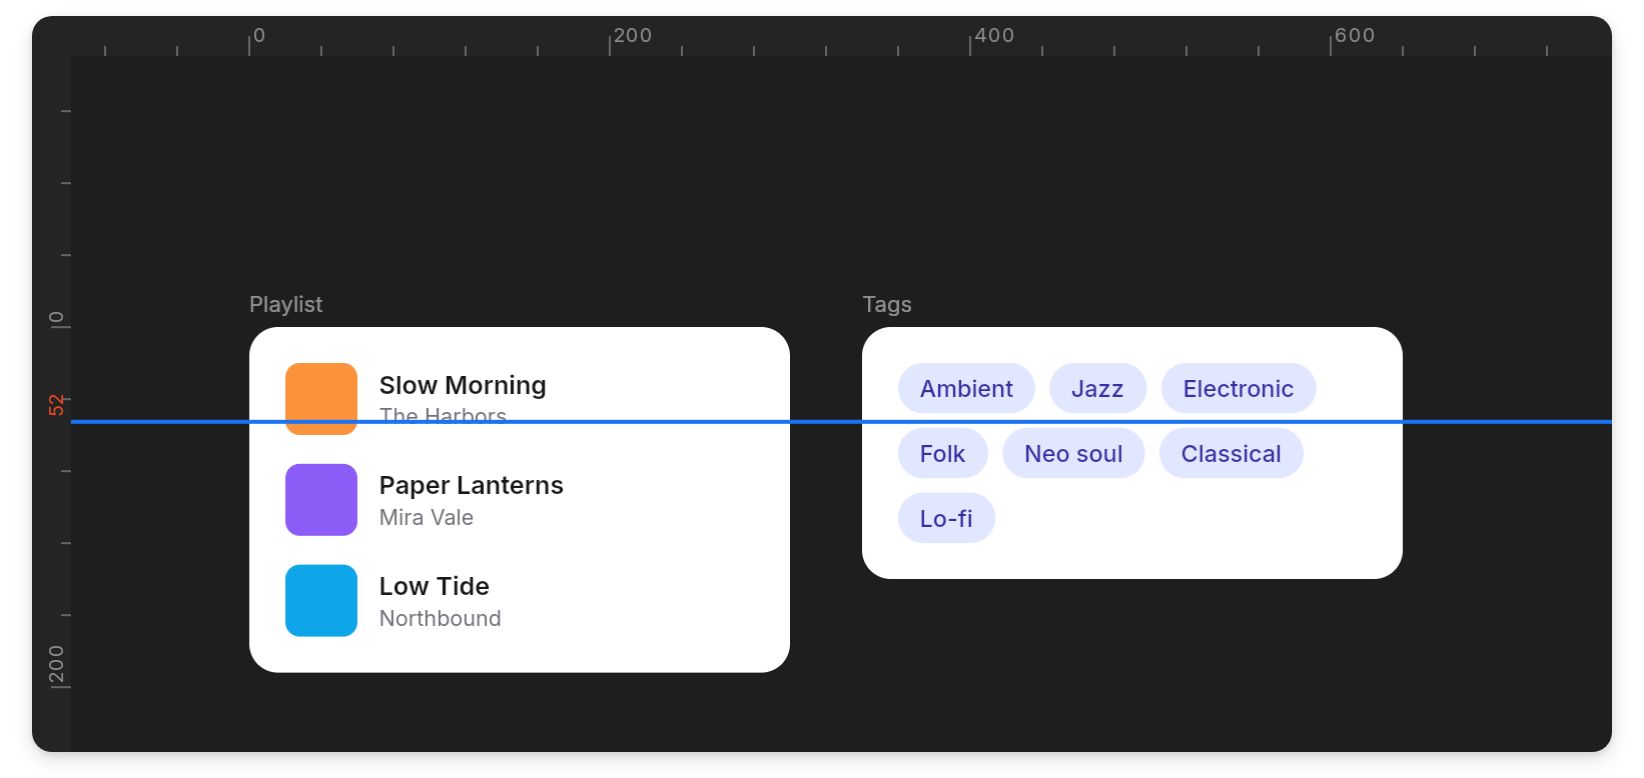 0 200 400 600
0
52
200
Playlist
Slow Morning
The Harbors
Paper Lanterns
Mira Vale
Low Tide
Northbound
Tags
Ambient Jazz Electronic
Folk Neo soul Classical
Lo-fi